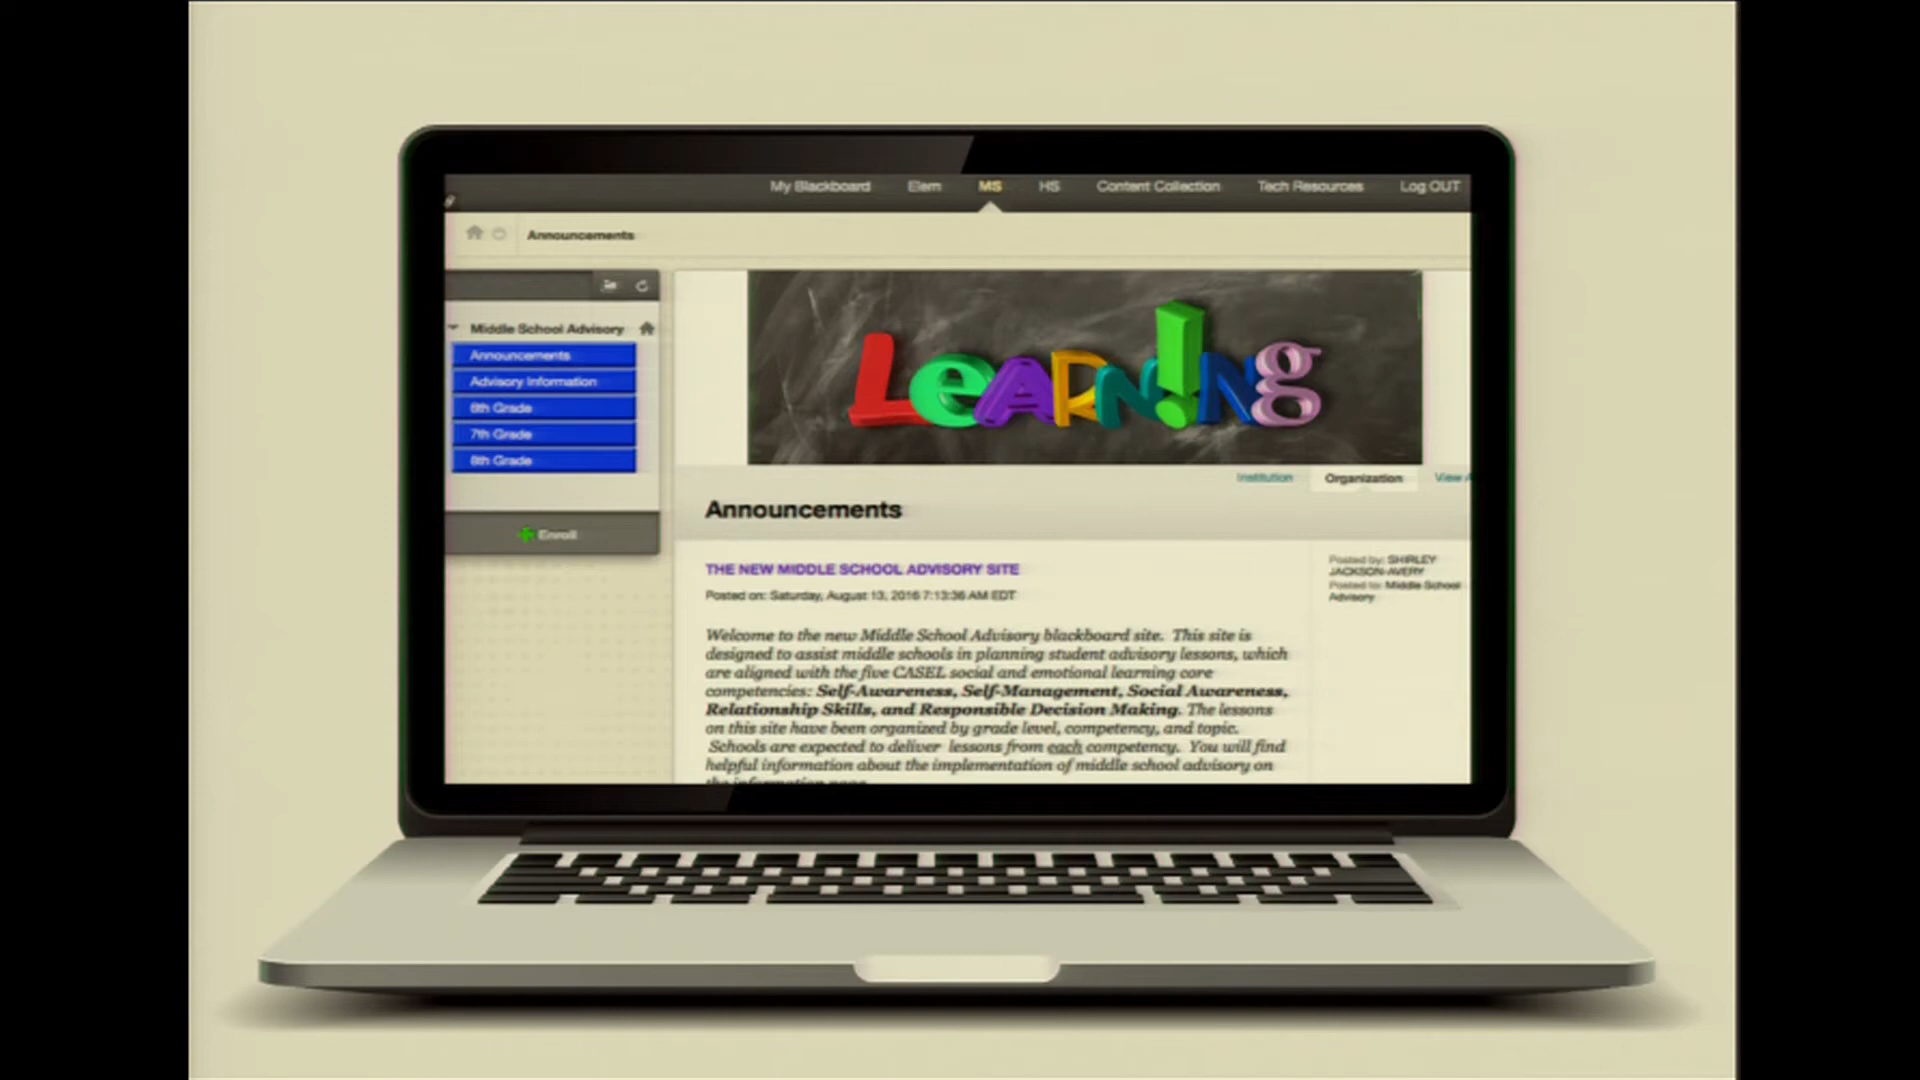 My Blackboard Elem MS HS Content Collection Tech Resources Log OUT
Announcements
Middle School Advisory
Announcements
Advisory Information
6th Grade
7th Grade
8th Grade
Enroll
LeARN!Ng
Institution Organization View
Announcements
THE NEW MIDDLE SCHOOL ADVISORY SITE
Posted on: Saturday, August 13, 2016 7:13:36 AM EDT
Posted by: SHIRLEY
JACKSON-AVERY
Posted to: Middle School
Advisory
Welcome to the new Middle School Advisory blackboard site. This site is
designed to assist middle schools in planning student advisory lessons, which
are aligned with the five CASEL social and emotional learning core
competencies: Self-Awareness, Self-Management, Social Awareness,
Relationship Skills, and Responsible Decision Making. The lessons
on this site have been organized by grade level, competency, and topic.
Schools are expected to deliver lessons from each competency. You will find
helpful information about the implementation of middle school advisory on
the information page.